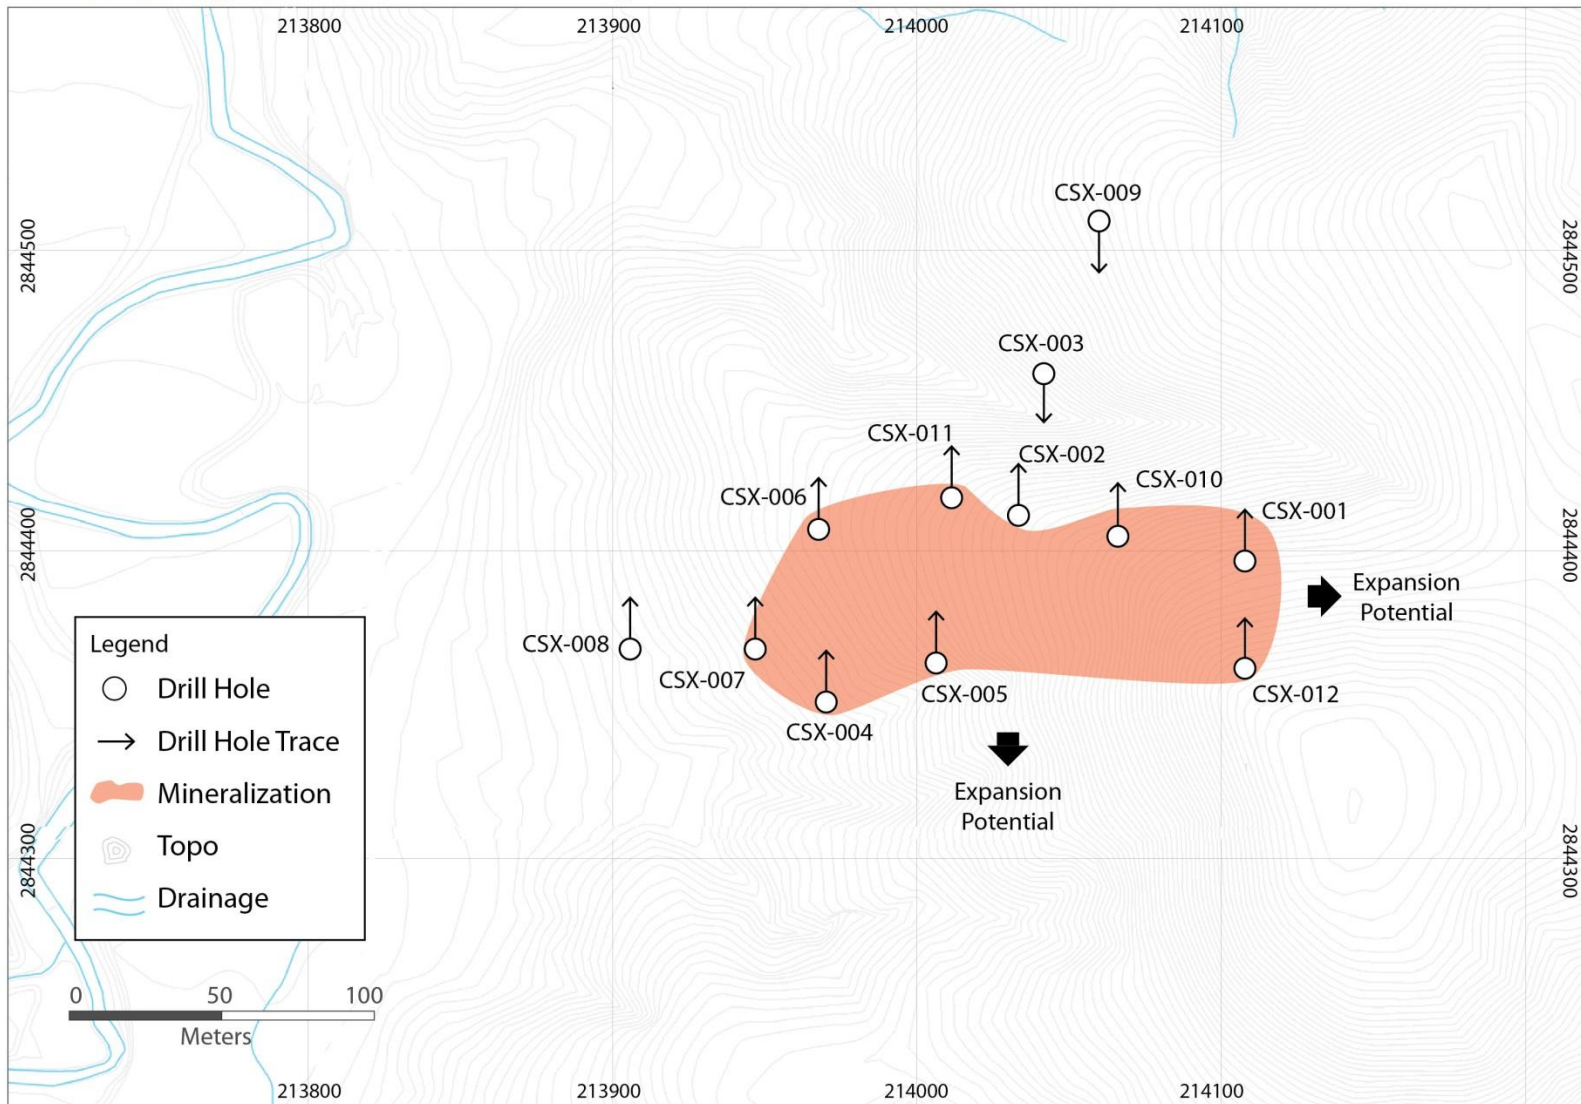 213800
213900
214000
214100
CSX-009
2844500
2844500
CSX-003
CSX-011
CSX-002
CSX-006
CSX-010
CSX-001
2844400
2844400
Expansion
Potential
CSX-008
CSX-007
CSX-005
CSX-012
CSX-004
Expansion
Potential
Legend
Drill Hole
Drill Hole Trace
Mineralization
Topo
Drainage
2844300
2844300
0 50 100
Meters
213800
213900
214000
214100